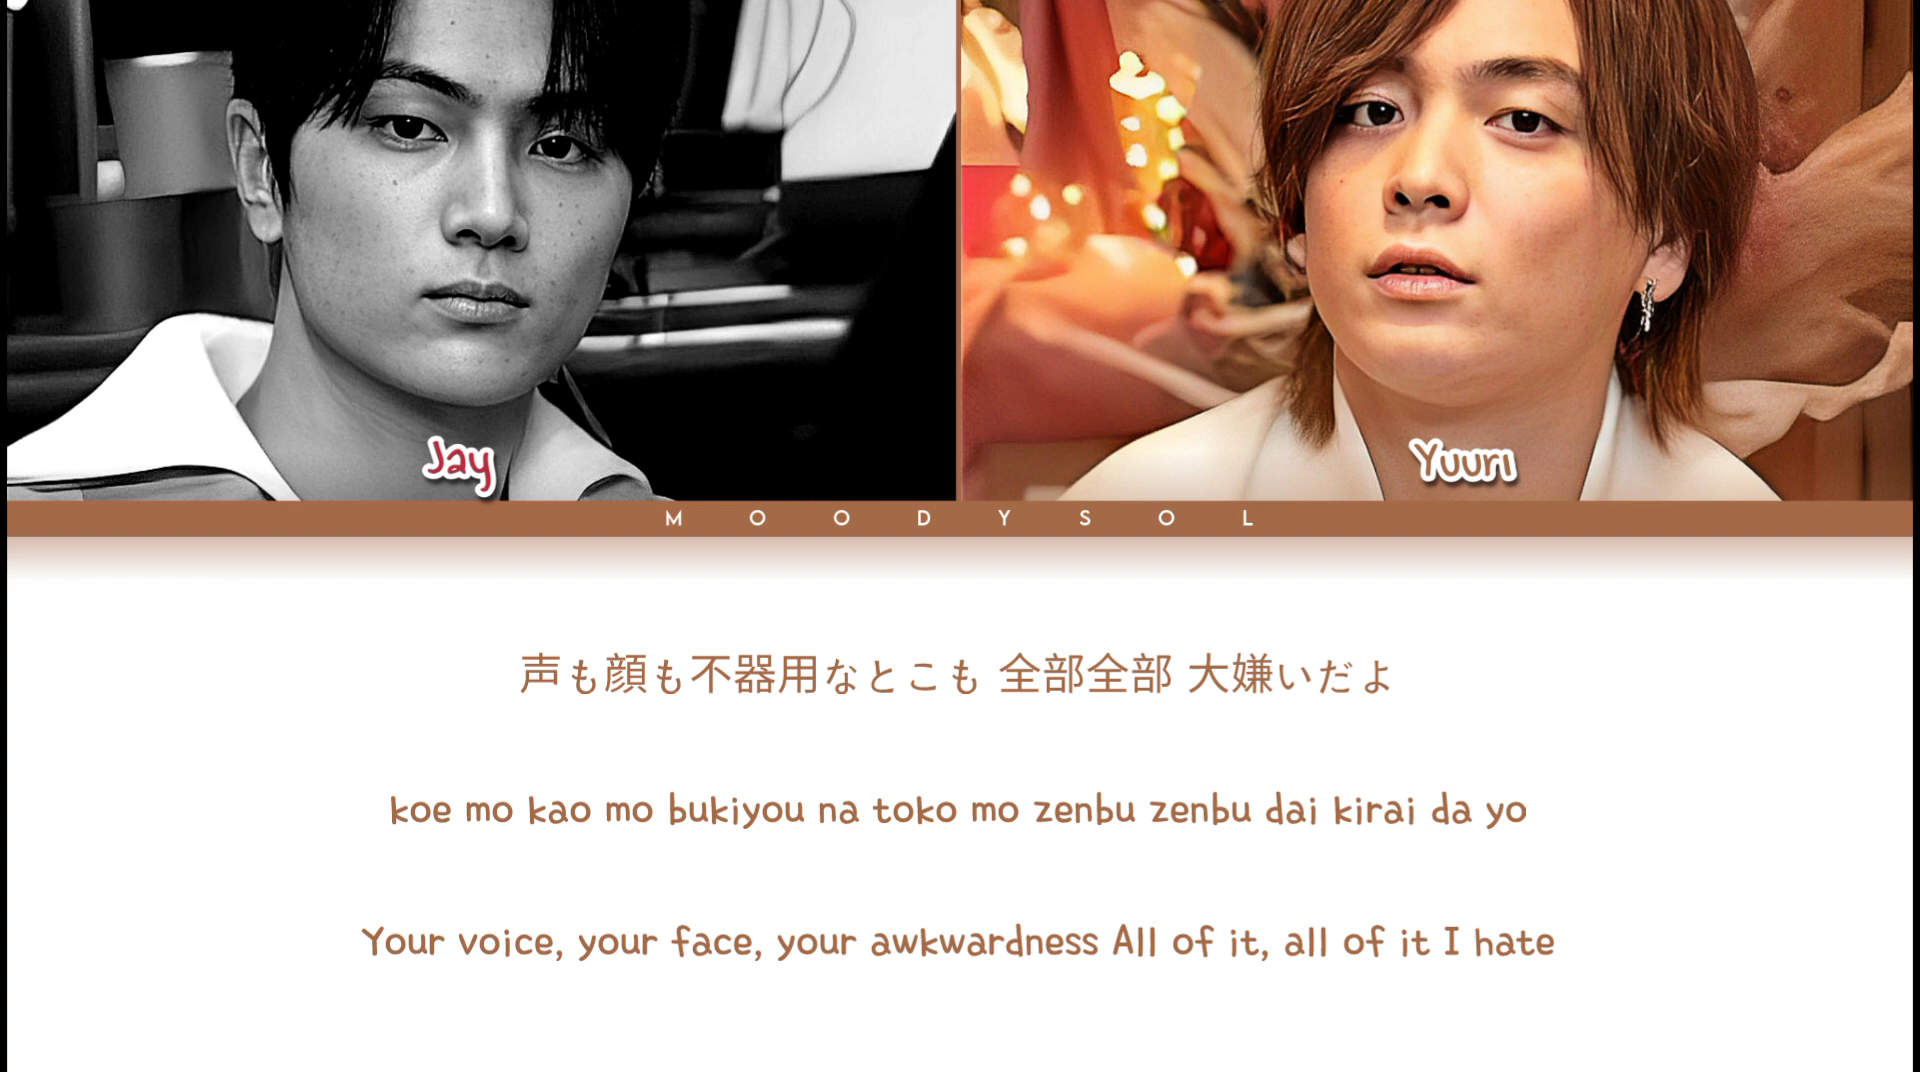 Jay
Yuuri
MOODYSOL
声も顔も不器用なとこも 全部全部 大嫌いだよ
koe mo kao mo bukiyou na toko mo zenbu zenbu dai kirai da yo
Your voice, your face, your awkwardness All of it, all of it I hate